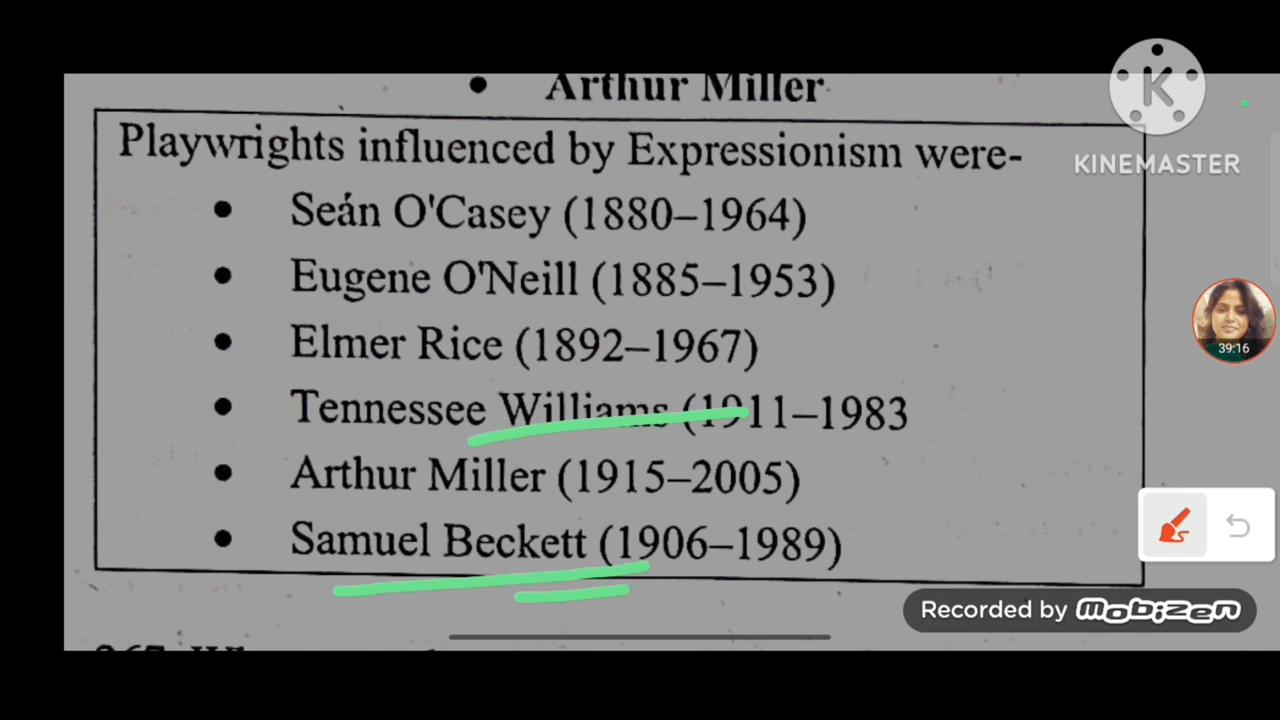 • Arthur Miller
Playwrights influenced by Expressionism were-
• Seán O'Casey (1880–1964)
• Eugene O'Neill (1885–1953)
• Elmer Rice (1892–1967)
• Tennessee Williams (1911–1983
• Arthur Miller (1915–2005)
• Samuel Beckett (1906–1989)
KINEMASTER
39:16
Recorded by mobizen